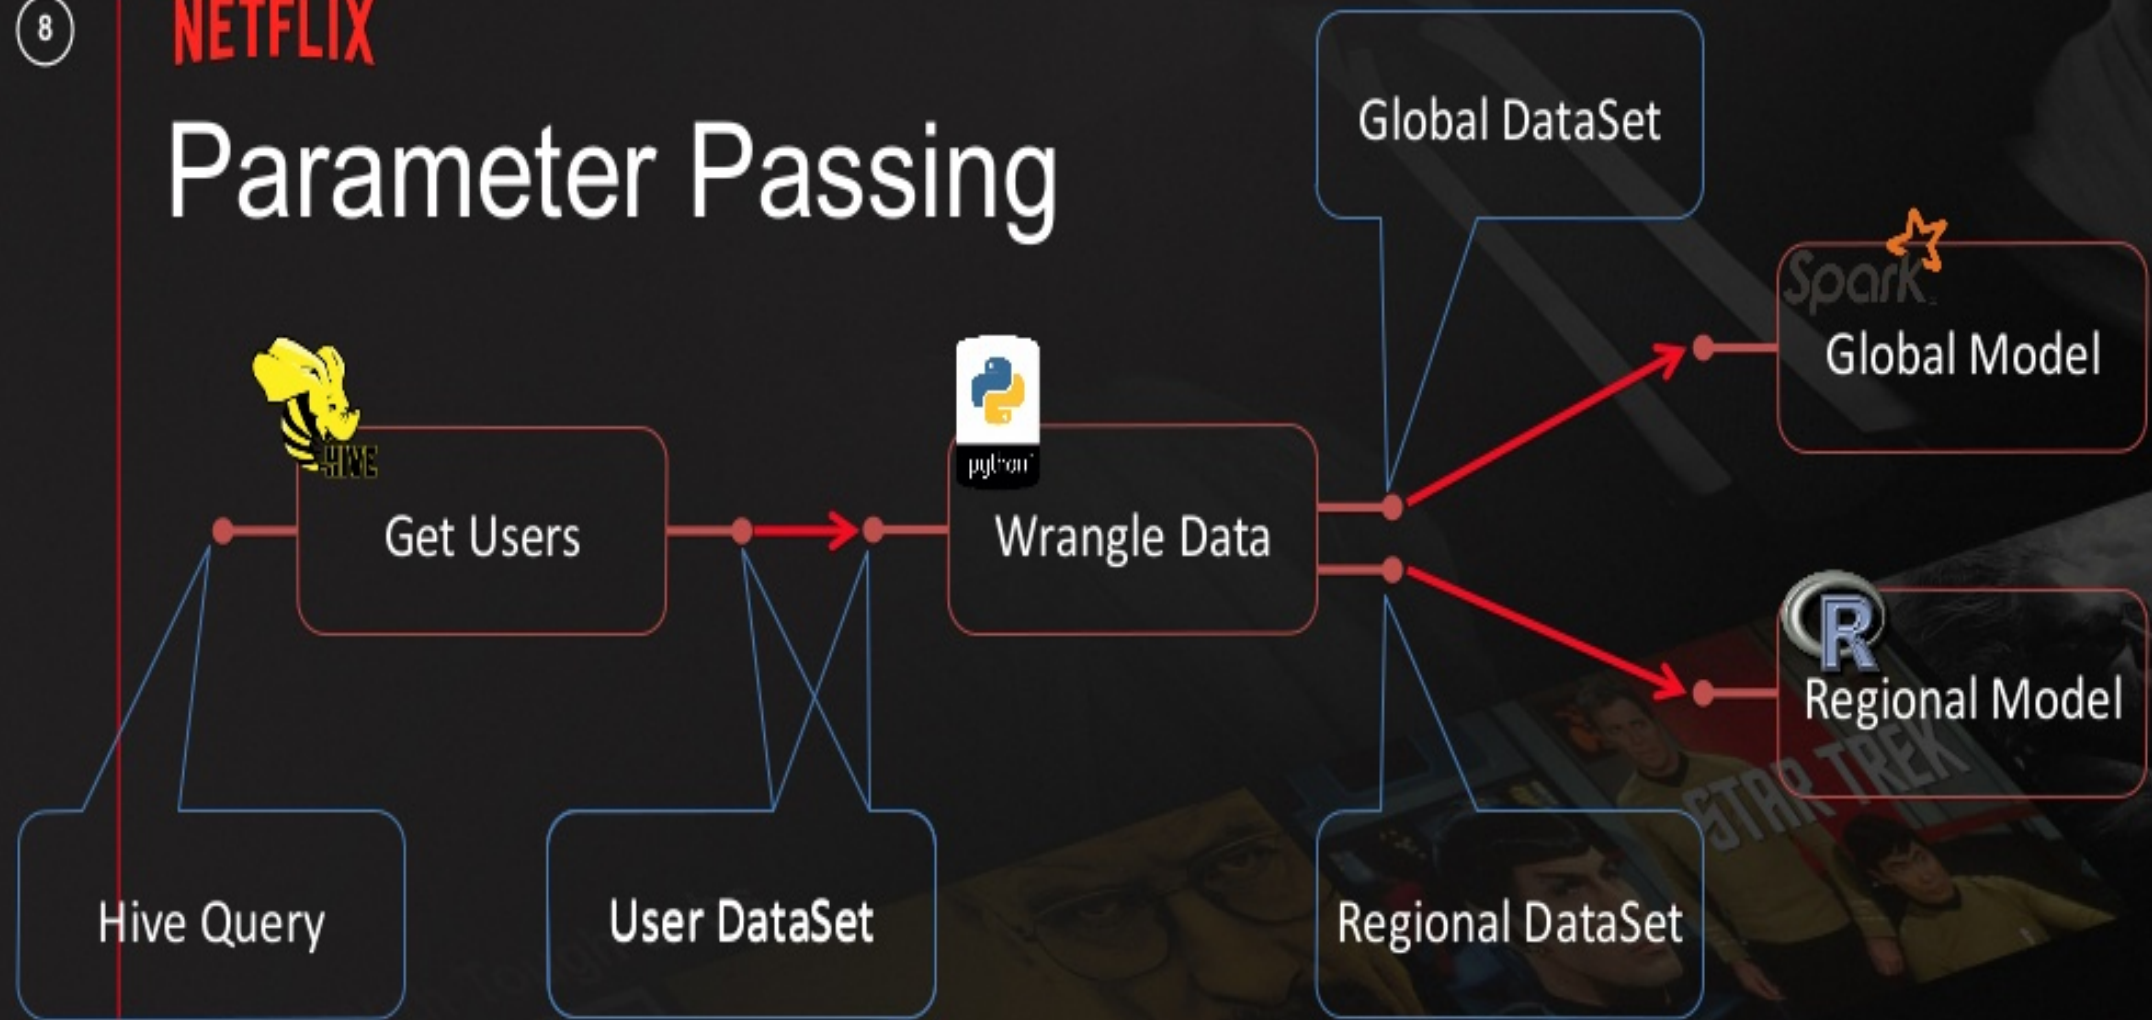 8
NETFLIX
Parameter Passing
Global DataSet
Spark
Global Model
HIVE
Get Users
python
Wrangle Data
R
Regional Model
STAR TREK
Hive Query
User DataSet
Regional DataSet